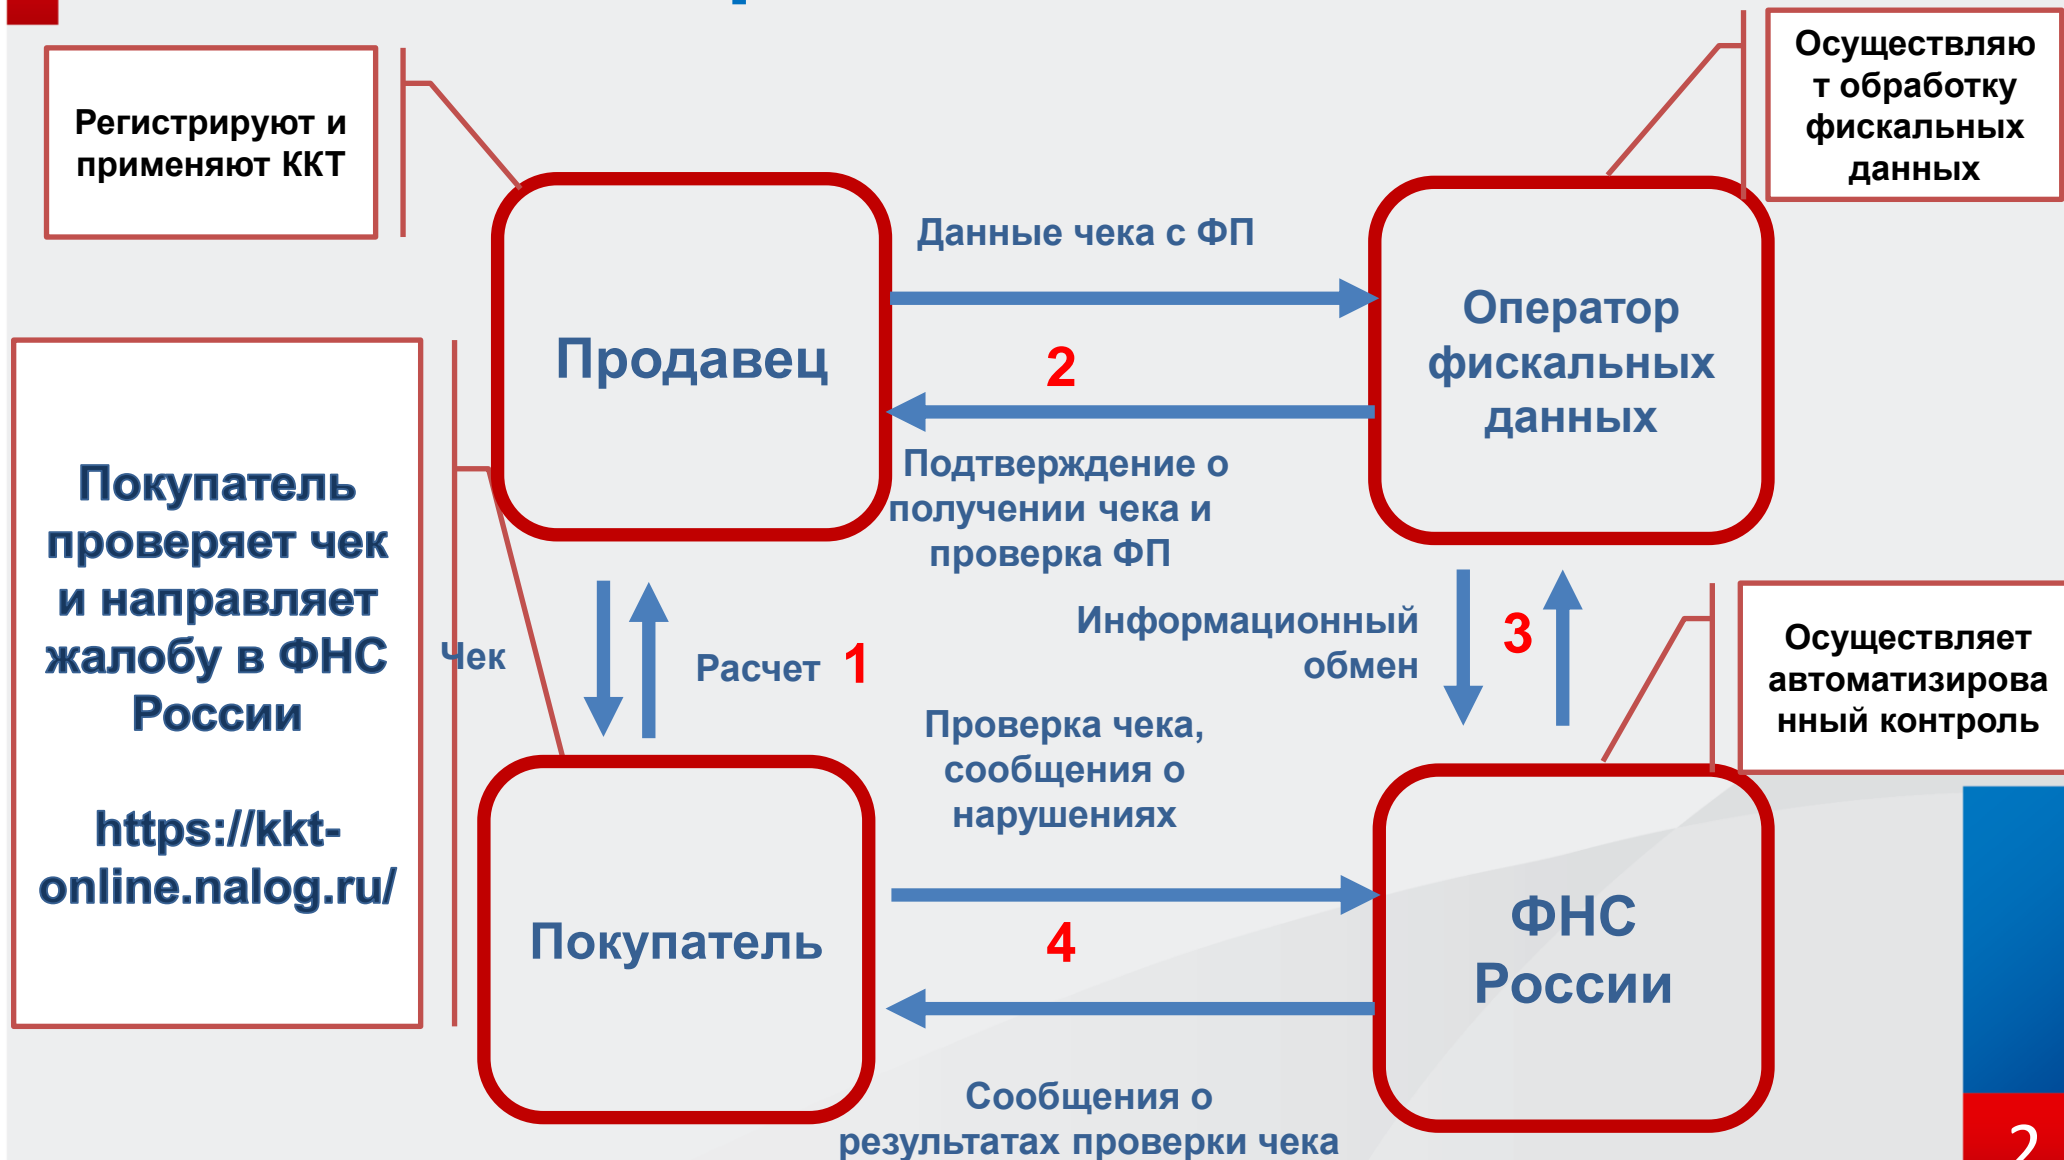 Регистрируют и
применяют ККТ
Осуществляю
т обработку
фискальных
данных
Данные чека с ФП
Продавец
2
Оператор
фискальных
данных
Подтверждение о
получении чека и
проверка ФП
Покупатель
проверяет чек
и направляет
жалобу в ФНС
России
https://kkt-
online.nalog.ru/
Чек
Расчет
1
Информационный
обмен
3
Осуществляет
автоматизирова
нный контроль
Проверка чека,
сообщения о
нарушениях
Покупатель
4
ФНС
России
Сообщения о
результатах проверки чека
2